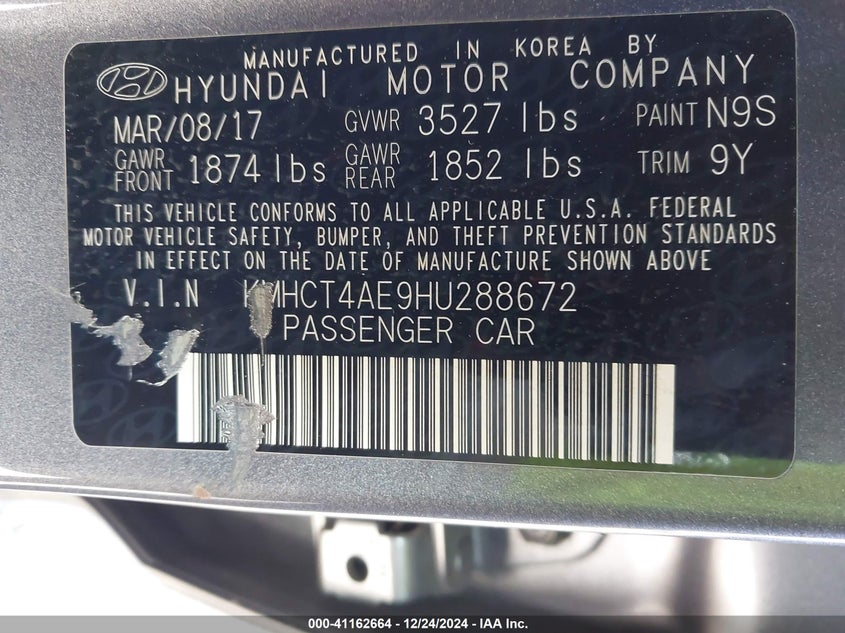 MANUFACTURED IN KOREA BY
HYUNDAI MOTOR COMPANY
MAR/08/17 GVWR 3527 lbs PAINT N9S
GAWR FRONT 1874 lbs GAWR REAR 1852 lbs TRIM 9Y
THIS VEHICLE CONFORMS TO ALL APPLICABLE U.S.A. FEDERAL
MOTOR VEHICLE SAFETY, BUMPER, AND THEFT PREVENTION STANDARDS
IN EFFECT ON THE DATE OF MANUFACTURE SHOWN ABOVE
V.I.N KMHCT4AE9HU288672
PASSENGER CAR
000-41162664 - 12/24/2024 - IAA Inc.